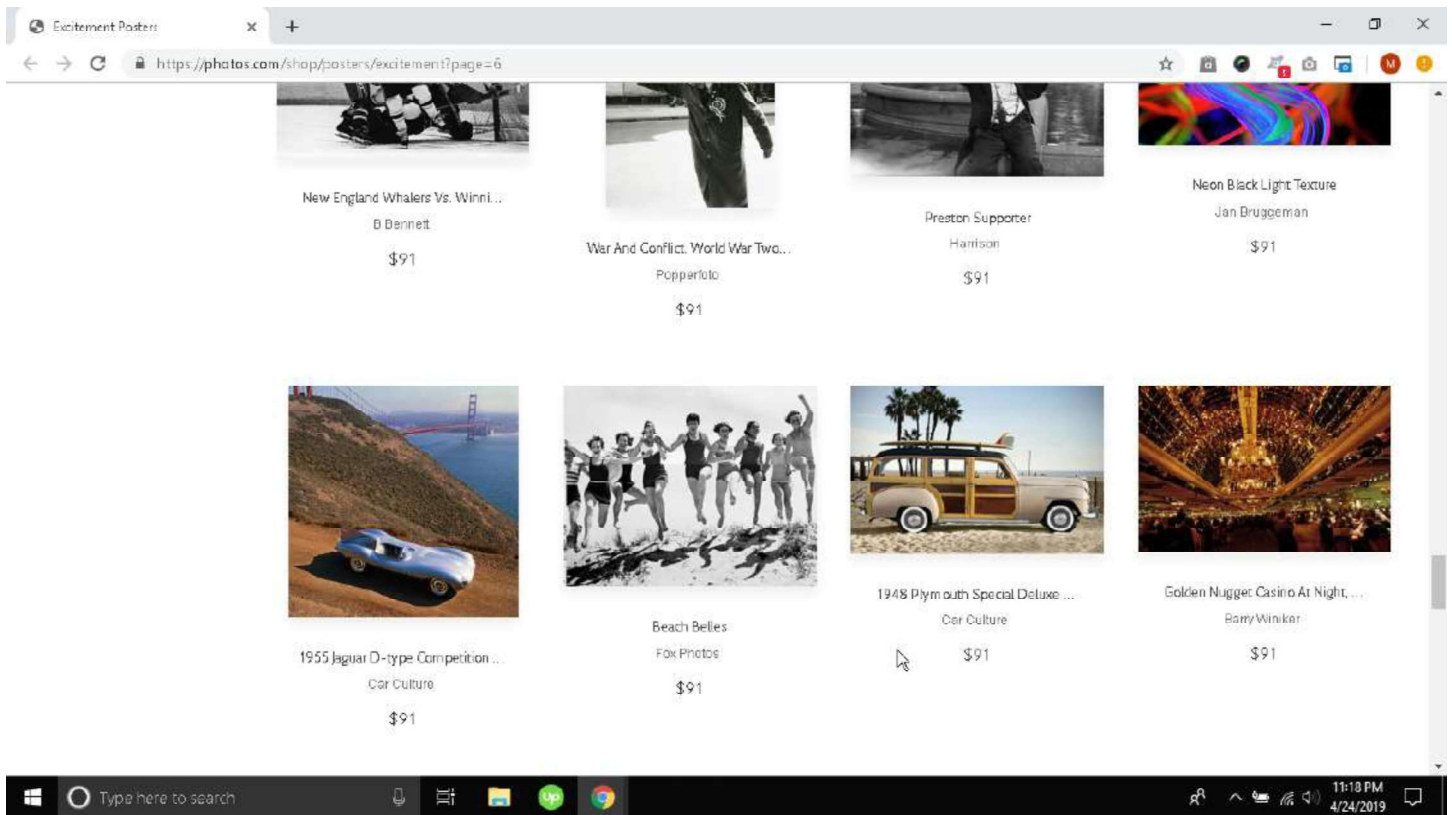 Excitement Posters
https://photos.com/shop/posters/excitement?page=6
M
New England Whalers Vs. Winni...
B Bennett
$91
War And Conflict. World War Two...
Popperfoto
$91
Preston Supporter
Harrison
$91
Neon Black Light Texture
Jan Bruggeman
$91
1955 Jaguar D-type Competition ...
Car Culture
$91
Beach Belles
Fox Photos
$91
1948 Plymouth Special Deluxe ...
Car Culture
$91
Golden Nugget Casino At Night, ...
Barry Winiker
$91
Type here to search
Up
11:18 PM
4/24/2019